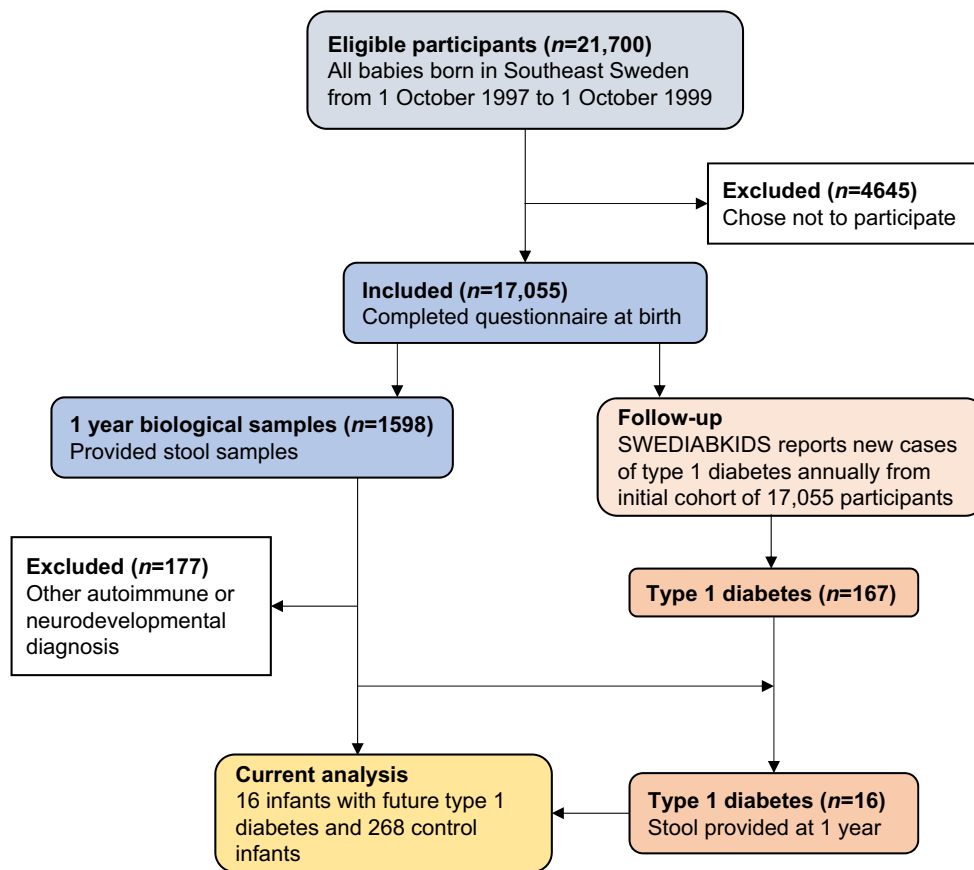 Eligible participants (n=21,700)
All babies born in Southeast Sweden
from 1 October 1997 to 1 October 1999
Excluded (n=4645)
Chose not to participate
Included (n=17,055)
Completed questionnaire at birth
1 year biological samples (n=1598)
Provided stool samples
Follow-up
SWEDIABKIDS reports new cases
of type 1 diabetes annually from
initial cohort of 17,055 participants
Excluded (n=177)
Other autoimmune or
neurodevelopmental
diagnosis
Type 1 diabetes (n=167)
Current analysis
16 infants with future type 1
diabetes and 268 control
infants
Type 1 diabetes (n=16)
Stool provided at 1 year